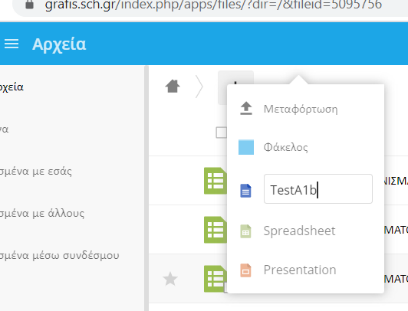 grafis.sch.gr/index.php/apps/files/?dir=/&fileid=5095756
Αρχεία
ρχεία
Μεταφόρτωση
να
Φάκελος
σμένα με εσάς
TestA1b
ΝΙΣΜΑ
σμένα με άλλους
Spreadsheet
ΜΑΤΟ
σμένα μέσω συνδέσμου
Presentation
ΜΑΤΟ